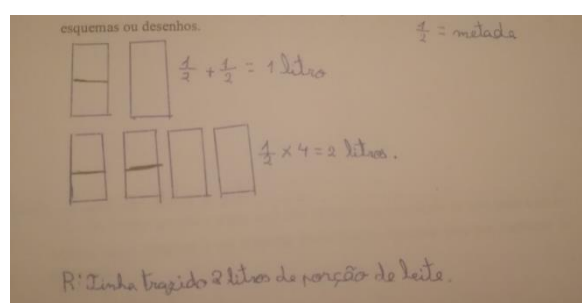 esquemas ou desenhos.
1/2 = metade
1/2 + 1/2 = 1 litro
1/2 × 4 = 2 litros.
R: Tinha trazido 2 litros de porção de leite.